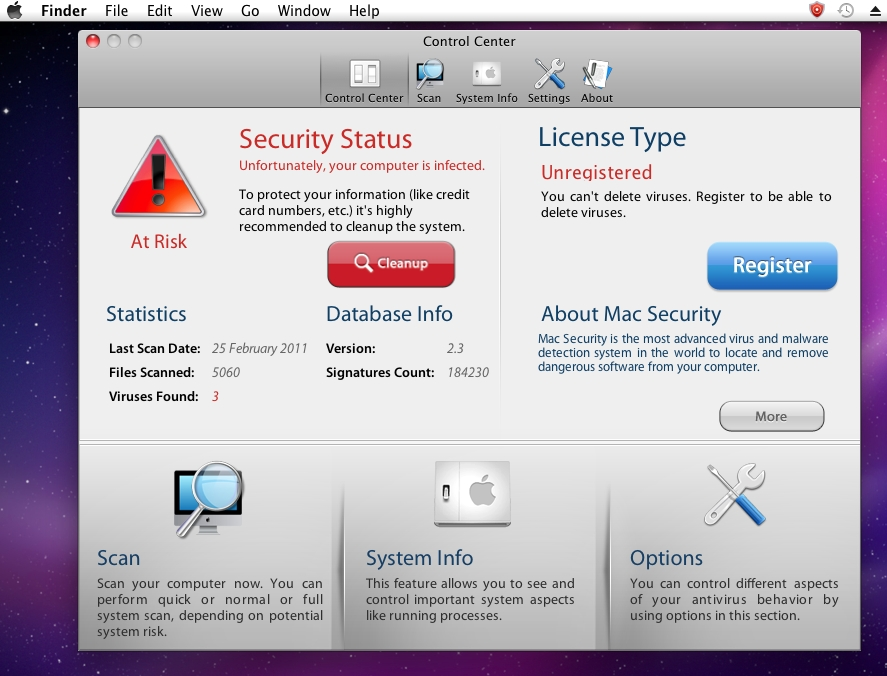 Finder File Edit View Go Window Help
Control Center
Control Center Scan System Info Settings About
Security Status
Unfortunately, your computer is infected.
To protect your information (like credit
card numbers, etc.) it's highly
recommended to cleanup the system.
At Risk
Cleanup
License Type
Unregistered
You can't delete viruses. Register to be able to
delete viruses.
Register
Statistics
Last Scan Date: 25 February 2011
Files Scanned: 5060
Viruses Found: 3
Database Info
Version: 2.3
Signatures Count: 184230
About Mac Security
Mac Security is the most advanced virus and malware
detection system in the world to locate and remove
dangerous software from your computer.
More
Scan
Scan your computer now. You can
perform quick or normal or full
system scan, depending on potential
system risk.
System Info
This feature allows you to see and
control important system aspects
like running processes.
Options
You can control different aspects
of your antivirus behavior by
using options in this section.